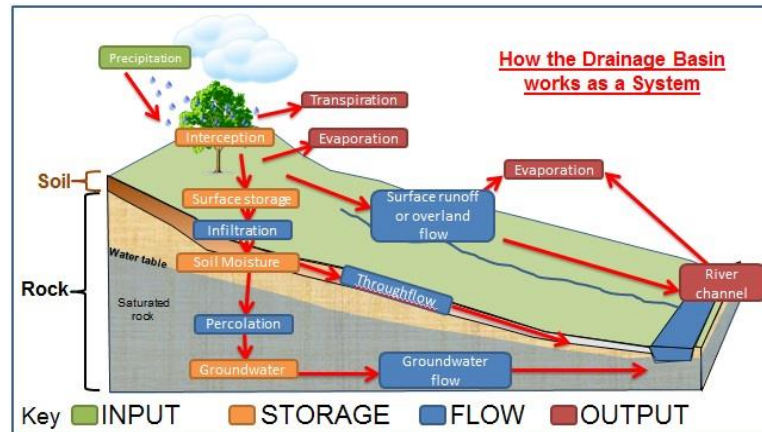 How the Drainage Basin
works as a System
Precipitation
Transpiration
Interception
Evaporation
Evaporation
Soil
Surface storage
Surface runoff
or overland
flow
Infiltration
Water table
Soil Moisture
Throughflow
River
channel
Rock
Saturated
rock
Percolation
Groundwater
Groundwater
flow
Key INPUT STORAGE FLOW OUTPUT